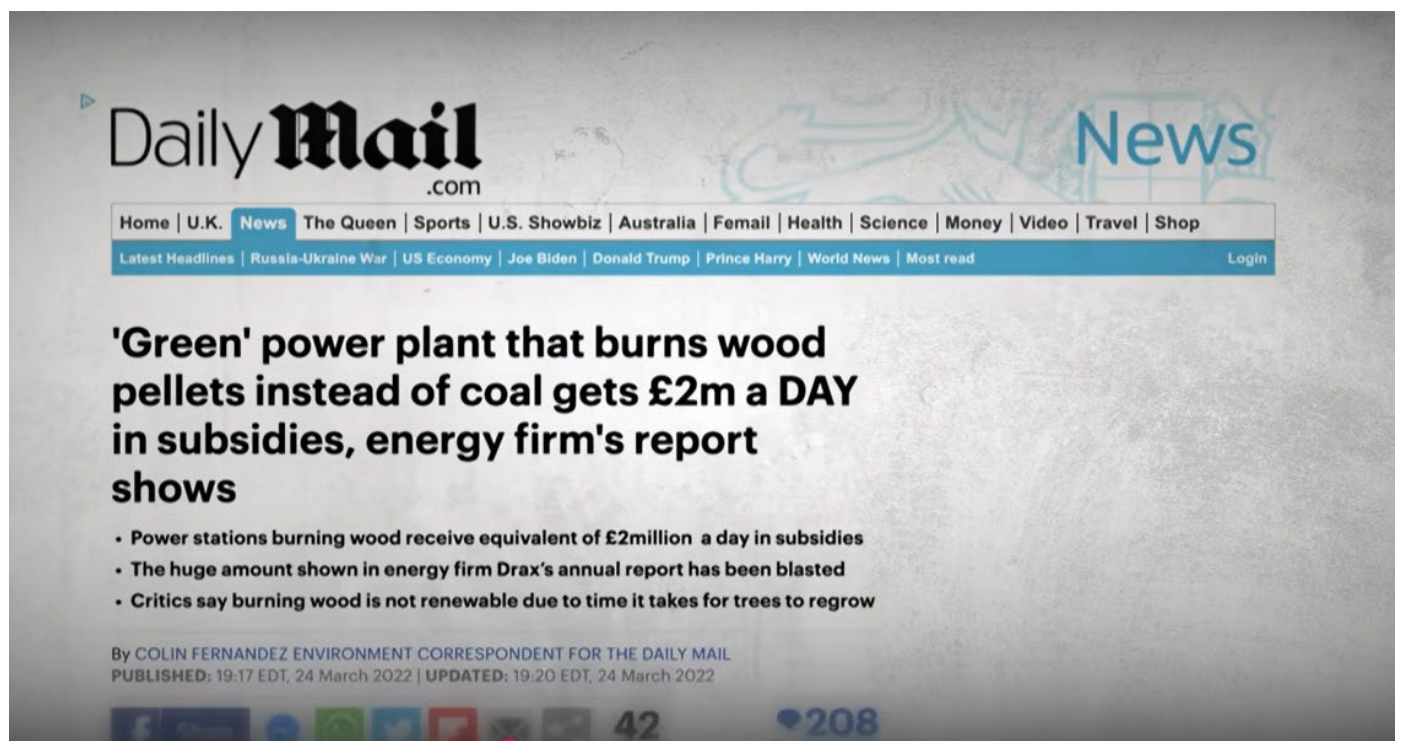 Daily Mail
.com
News
Home | U.K. News The Queen | Sports | U.S. Showbiz | Australia | Femail | Health | Science | Money | Video | Travel | Shop
Latest Headlines | Russia-Ukraine War | US Economy | Joe Biden | Donald Trump | Prince Harry | World News | Most read Login
'Green' power plant that burns wood
pellets instead of coal gets £2m a DAY
in subsidies, energy firm's report
shows
• Power stations burning wood receive equivalent of £2million a day in subsidies
• The huge amount shown in energy firm Drax's annual report has been blasted
• Critics say burning wood is not renewable due to time it takes for trees to regrow
By COLIN FERNANDEZ ENVIRONMENT CORRESPONDENT FOR THE DAILY MAIL
PUBLISHED: 19:17 EDT, 24 March 2022 | UPDATED: 19:20 EDT, 24 March 2022
Share 42 208